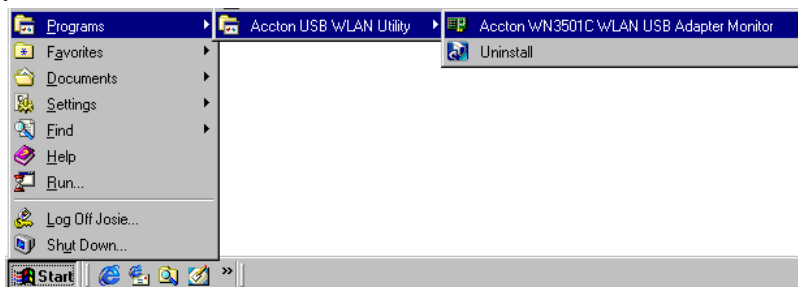 Programs
Accton USB WLAN Utility
Accton WN3501C WLAN USB Adapter Monitor
Uninstall
Favorites
Documents
Settings
Find
Help
Run...
Log Off Josie...
Shut Down...
Start
»